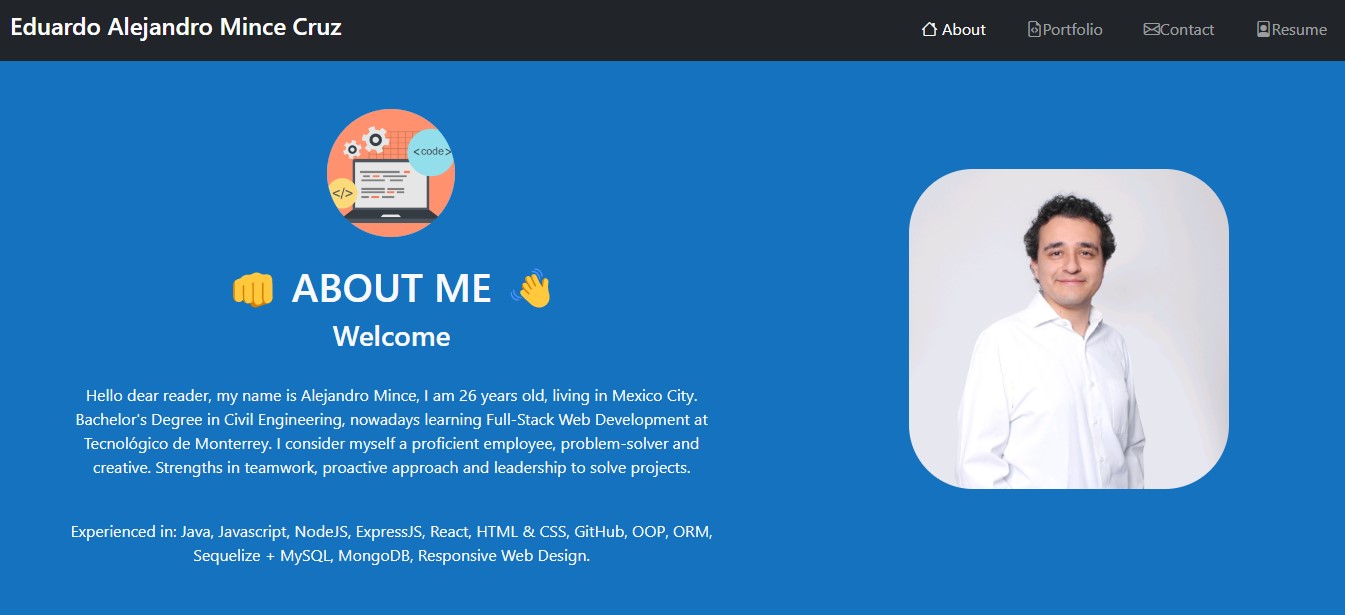 Eduardo Alejandro Mince Cruz
About
Portfolio
Contact
Resume
<code>
</>
ABOUT ME
Welcome
Hello dear reader, my name is Alejandro Mince, I am 26 years old, living in Mexico City.
Bachelor's Degree in Civil Engineering, nowadays learning Full-Stack Web Development at
Tecnológico de Monterrey. I consider myself a proficient employee, problem-solver and
creative. Strengths in teamwork, proactive approach and leadership to solve projects.
Experienced in: Java, Javascript, NodeJS, ExpressJS, React, HTML & CSS, GitHub, OOP, ORM,
Sequelize + MySQL, MongoDB, Responsive Web Design.